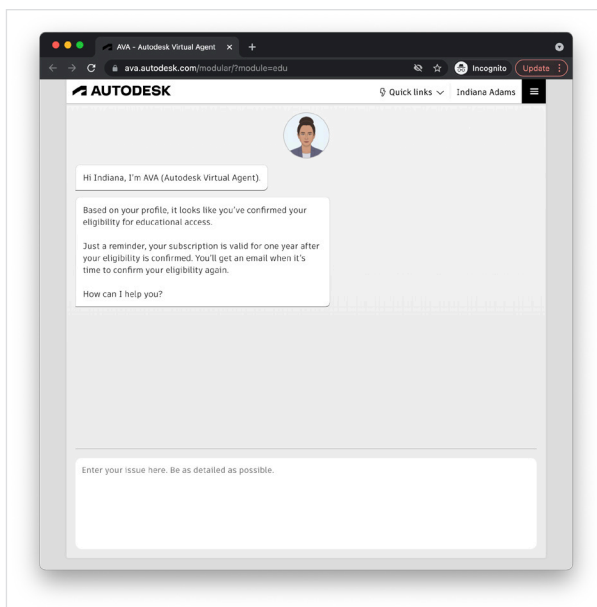 AVA - Autodesk Virtual Agent
ava.autodesk.com/modular/?module=edu
Incognito
Update
AUTODESK
Quick links
Indiana Adams
Hi Indiana, I'm AVA (Autodesk Virtual Agent).
Based on your profile, it looks like you've confirmed your
eligibility for educational access.
Just a reminder, your subscription is valid for one year after
your eligibility is confirmed. You'll get an email when it's
time to confirm your eligibility again.
How can I help you?
Enter your issue here. Be as detailed as possible.